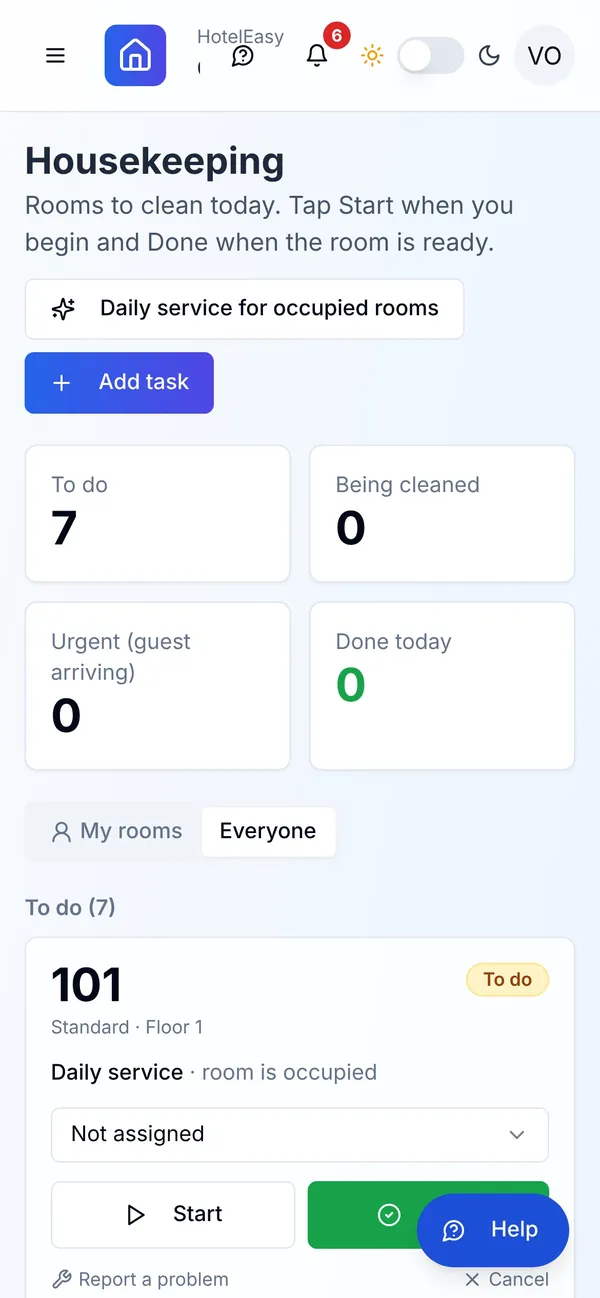 HotelEasy
6
VO
Housekeeping
Rooms to clean today. Tap Start when you
begin and Done when the room is ready.
Daily service for occupied rooms
Add task
To do
7
Being cleaned
0
Urgent (guest
arriving)
0
Done today
0
My rooms
Everyone
To do (7)
101
To do
Standard · Floor 1
Daily service · room is occupied
Not assigned
Start
Help
Report a problem
Cancel